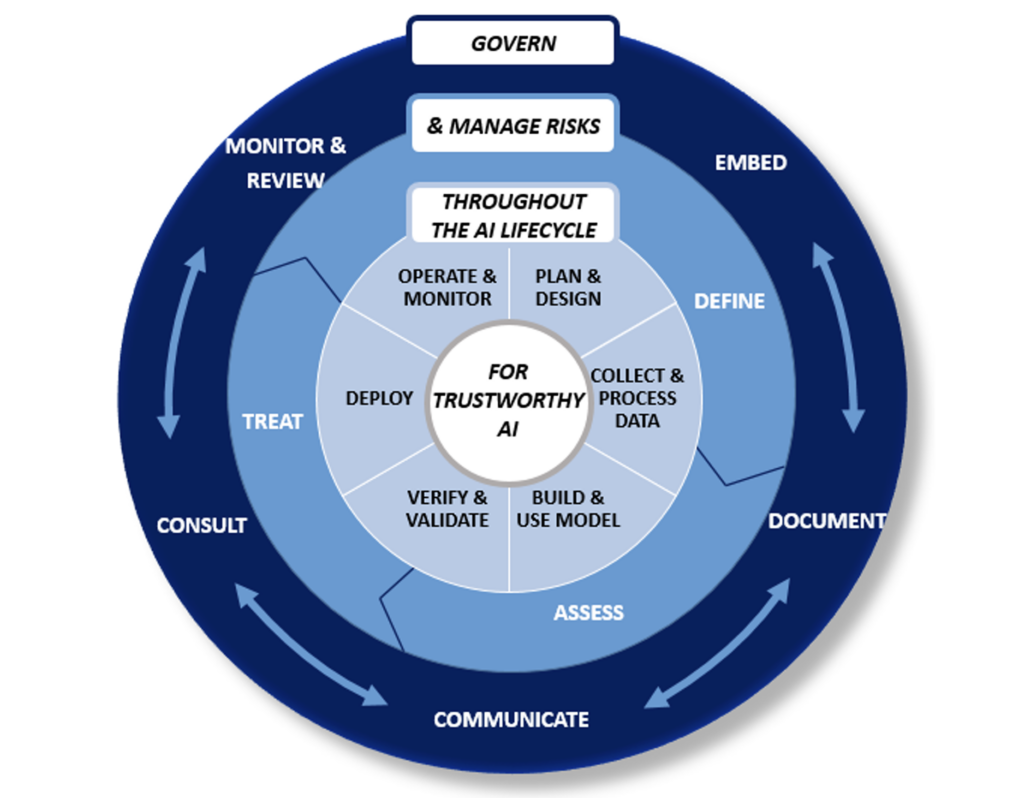 GOVERN
& MANAGE RISKS
THROUGHOUT
THE AI LIFECYCLE
MONITOR &
REVIEW
EMBED
DEFINE
OPERATE &
MONITOR
PLAN &
DESIGN
COLLECT &
PROCESS
DATA
FOR
TRUSTWORTHY
AI
DEPLOY
TREAT
VERIFY &
VALIDATE
BUILD &
USE MODEL
CONSULT
DOCUMENT
ASSESS
COMMUNICATE